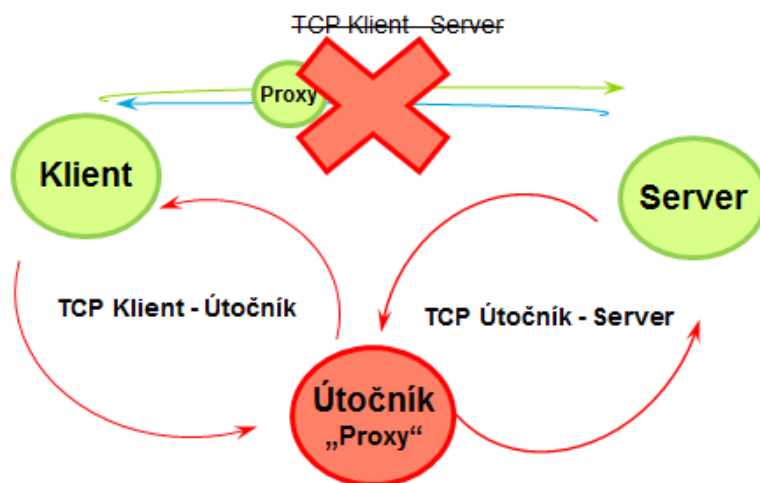 TCP Klient - Server
Proxy
Klient
Server
TCP Klient - Útočník
TCP Útočník - Server
Útočník
„Proxy“